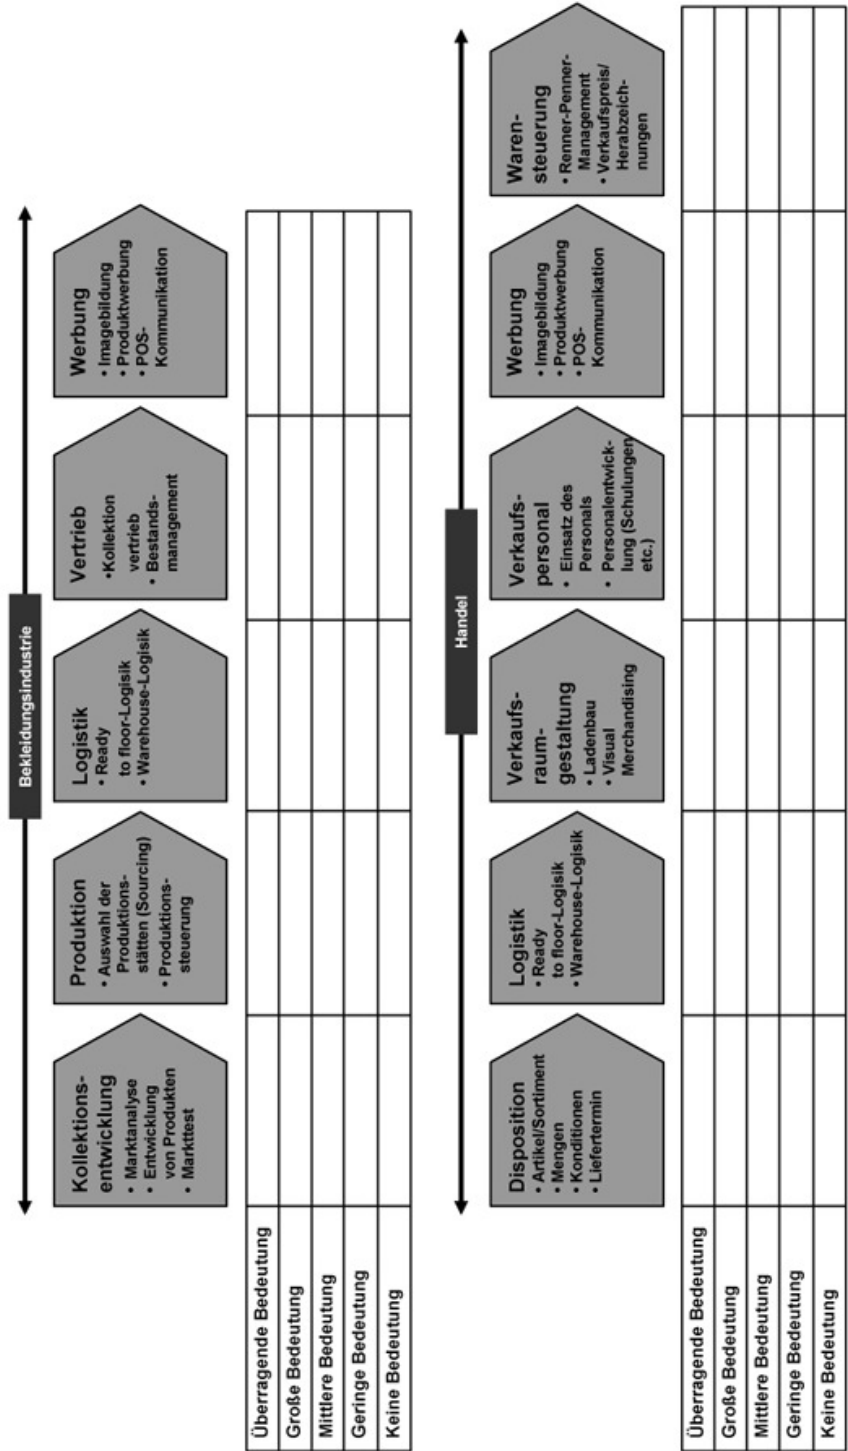 Bekleidungsindustrie
Kollektions-
entwicklung
• Marktanalyse
• Entwicklung
von Produkten
• Markttest
Produktion
• Auswahl der
Produktions-
stätten (Sourcing)
• Produktions-
steuerung
Logistik
• Ready
to floor-Logisik
• Warehouse-Logisik
Vertrieb
•Kollektion
vertrieb
• Bestands-
management
Werbung
• Imagebildung
• Produktwerbung
• POS-
Kommunikation
Überragende Bedeutung
Große Bedeutung
Mittlere Bedeutung
Geringe Bedeutung
Keine Bedeutung
Handel
Disposition
• Artikel/Sortiment
• Mengen
• Konditionen
• Liefertermin
Logistik
• Ready
to floor-Logisik
• Warehouse-Logisik
Verkaufs-
raum-
gestaltung
• Ladenbau
• Visual
Merchandising
Verkaufs-
personal
• Einsatz des
Personals
• Personalentwick-
lung (Schulungen
etc.)
Werbung
• Imagebildung
• Produktwerbung
• POS-
Kommunikation
Waren-
steuerung
• Renner-Penner-
Management
• Verkaufspreis/
Herabzeich-
nungen
Überragende Bedeutung
Große Bedeutung
Mittlere Bedeutung
Geringe Bedeutung
Keine Bedeutung